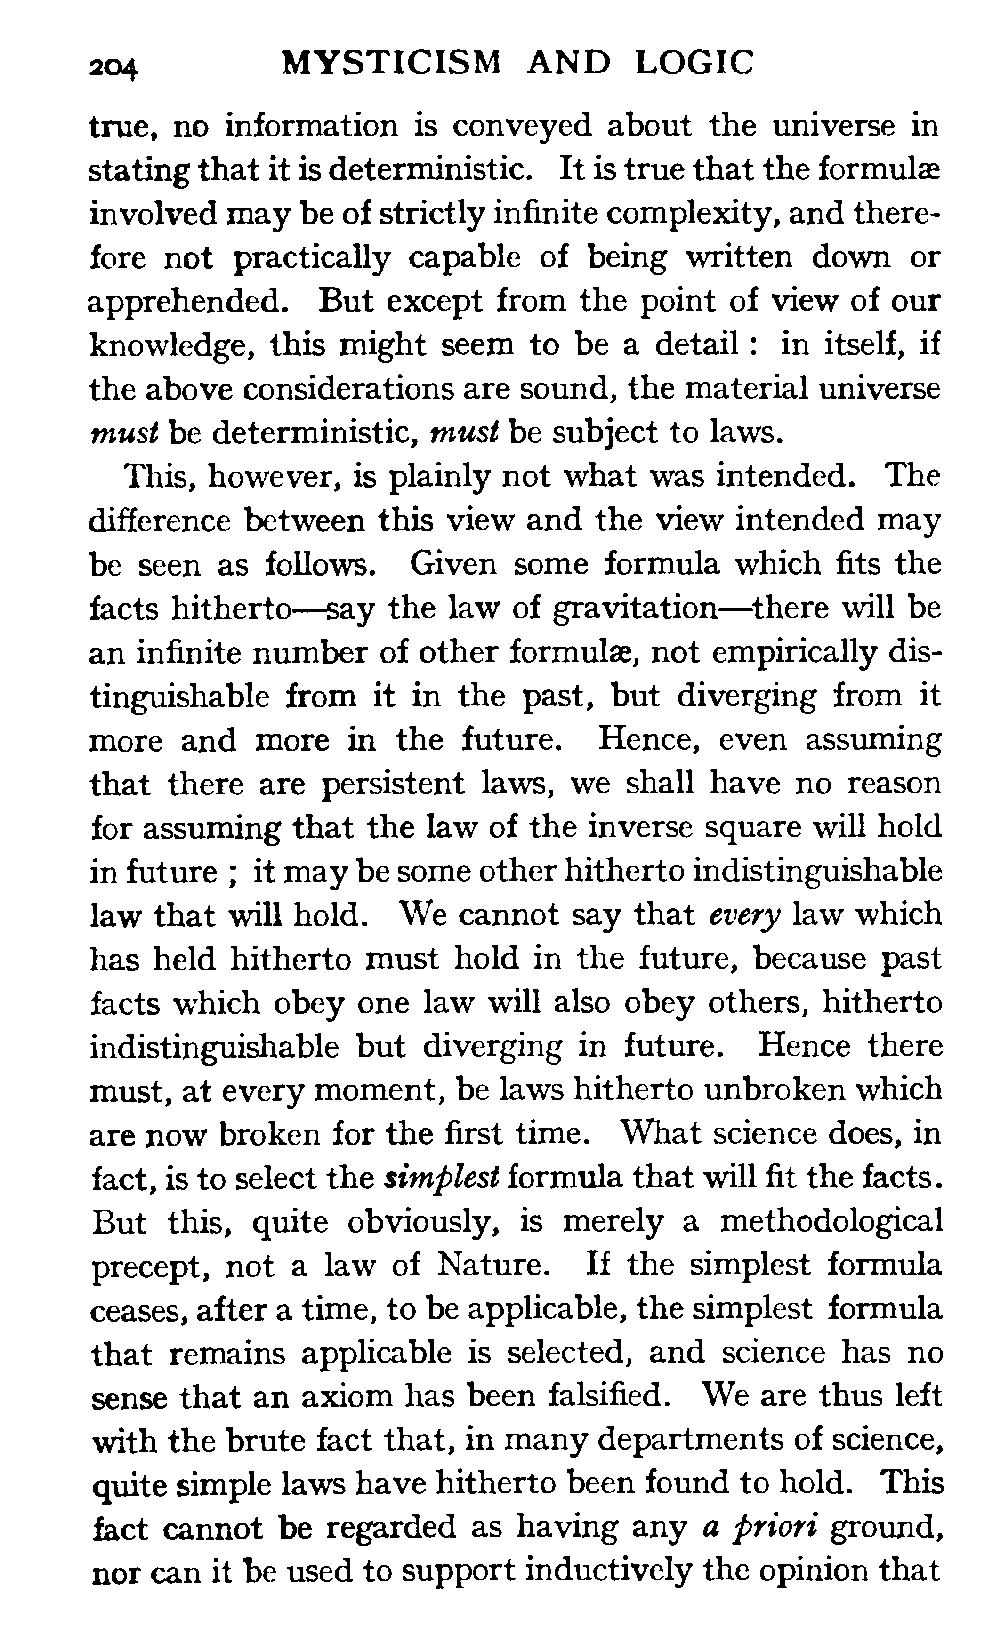 204 MYSTICISM AND LOGIC
true, no information is conveyed about the universe in
stating that it is deterministic. It is true that the formulæ
involved may be of strictly infinite complexity, and there-
fore not practically capable of being written down or
apprehended. But except from the point of view of our
knowledge, this might seem to be a detail : in itself, if
the above considerations are sound, the material universe
must be deterministic, must be subject to laws.
This, however, is plainly not what was intended. The
difference between this view and the view intended may
be seen as follows. Given some formula which fits the
facts hitherto—say the law of gravitation—there will be
an infinite number of other formulæ, not empirically dis-
tinguishable from it in the past, but diverging from it
more and more in the future. Hence, even assuming
that there are persistent laws, we shall have no reason
for assuming that the law of the inverse square will hold
in future ; it may be some other hitherto indistinguishable
law that will hold. We cannot say that every law which
has held hitherto must hold in the future, because past
facts which obey one law will also obey others, hitherto
indistinguishable but diverging in future. Hence there
must, at every moment, be laws hitherto unbroken which
are now broken for the first time. What science does, in
fact, is to select the simplest formula that will fit the facts.
But this, quite obviously, is merely a methodological
precept, not a law of Nature. If the simplest formula
ceases, after a time, to be applicable, the simplest formula
that remains applicable is selected, and science has no
sense that an axiom has been falsified. We are thus left
with the brute fact that, in many departments of science,
quite simple laws have hitherto been found to hold. This
fact cannot be regarded as having any a priori ground,
nor can it be used to support inductively the opinion that